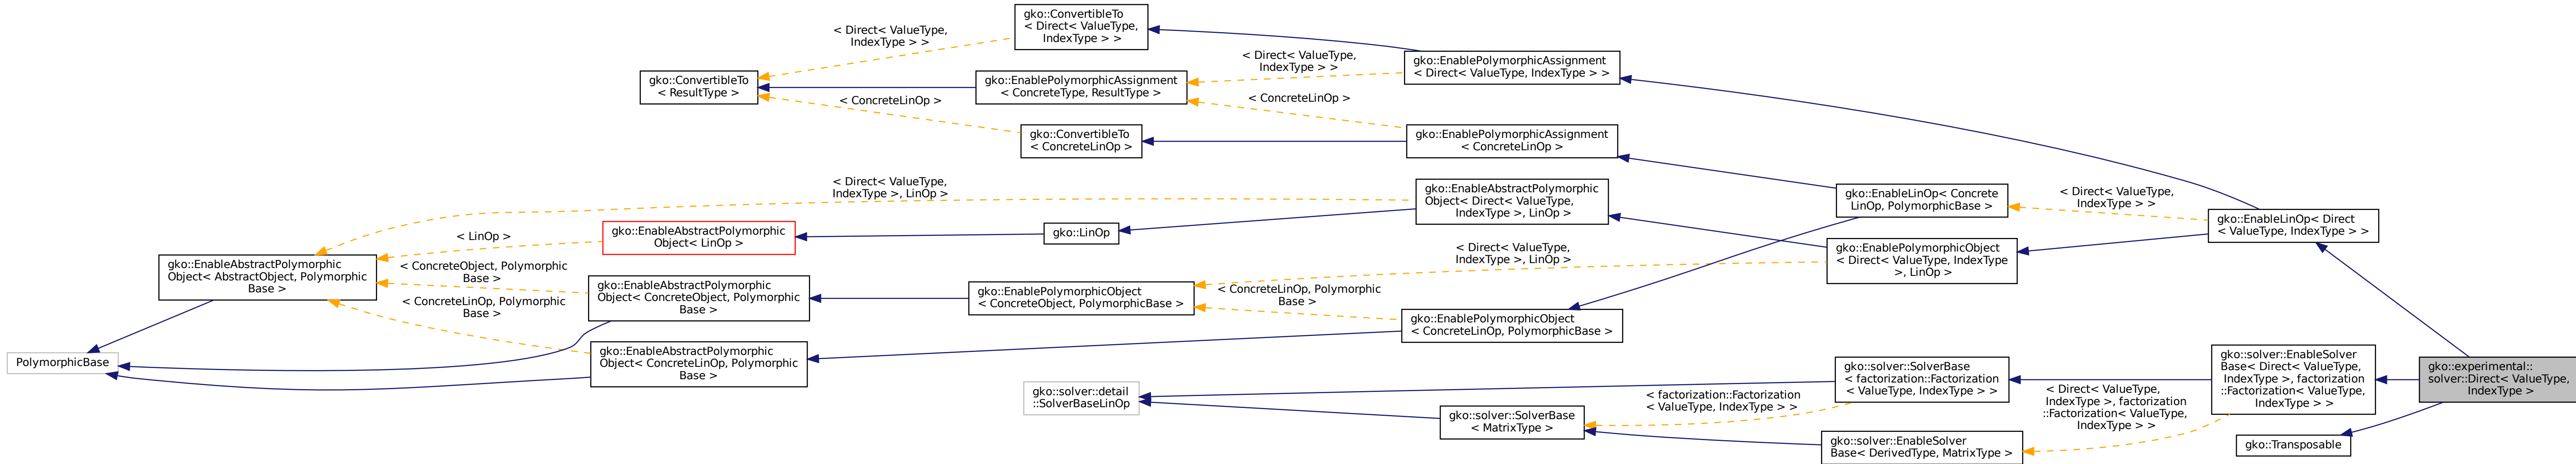 PolymorphicBase
gko::EnableAbstractPolymorphic
Object< AbstractObject, Polymorphic
Base >
< Direct< ValueType,
IndexType >, LinOp >
< LinOp >
< ConcreteObject, Polymorphic
Base >
< ConcreteLinOp, Polymorphic
Base >
gko::ConvertibleTo
< ResultType >
gko::EnableAbstractPolymorphic
Object< LinOp >
gko::EnableAbstractPolymorphic
Object< ConcreteObject, Polymorphic
Base >
gko::EnableAbstractPolymorphic
Object< ConcreteLinOp, Polymorphic
Base >
< Direct< ValueType,
IndexType > >
< ConcreteLinOp >
gko::ConvertibleTo
< Direct< ValueType,
IndexType > >
gko::EnablePolymorphicAssignment
< ConcreteType, ResultType >
gko::ConvertibleTo
< ConcreteLinOp >
gko::LinOp
gko::EnablePolymorphicObject
< ConcreteObject, PolymorphicBase >
gko::solver::detail
::SolverBaseLinOp
< Direct< ValueType,
IndexType > >
< ConcreteLinOp >
< Direct< ValueType,
IndexType >, LinOp >
< ConcreteLinOp, Polymorphic
Base >
gko::EnablePolymorphicAssignment
< Direct< ValueType, IndexType > >
gko::EnablePolymorphicAssignment
< ConcreteLinOp >
gko::EnableAbstractPolymorphic
Object< Direct< ValueType,
IndexType >, LinOp >
gko::EnablePolymorphicObject
< ConcreteLinOp, PolymorphicBase >
gko::solver::SolverBase
< MatrixType >
< factorization::Factorization
< ValueType, IndexType > >
gko::EnableLinOp< Concrete
LinOp, PolymorphicBase >
gko::EnablePolymorphicObject
< Direct< ValueType, IndexType
>, LinOp >
gko::solver::SolverBase
< factorization::Factorization
< ValueType, IndexType > >
gko::solver::EnableSolver
Base< DerivedType, MatrixType >
< Direct< ValueType,
IndexType > >
< Direct< ValueType,
IndexType >, factorization
::Factorization< ValueType,
IndexType > >
gko::EnableLinOp< Direct
< ValueType, IndexType > >
gko::solver::EnableSolver
Base< Direct< ValueType,
IndexType >, factorization
::Factorization< ValueType,
IndexType > >
gko::Transposable
gko::experimental::
solver::Direct< ValueType,
IndexType >